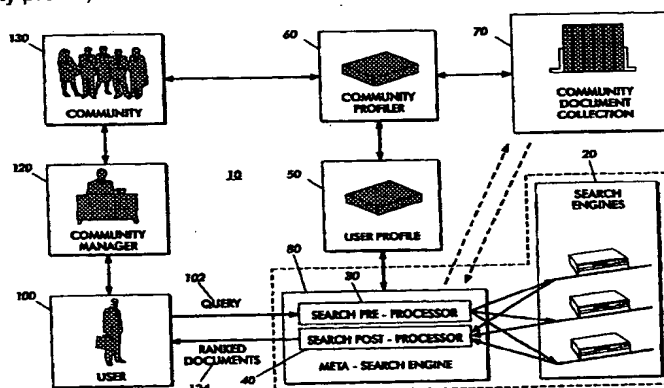 130
COMMUNITY
60
COMMUNITY
PROFILER
70
COMMUNITY
DOCUMENT
COLLECTION
120
COMMUNITY
MANAGER
10
50
USER PROFILE
20
SEARCH
ENGINES
100
USER
102
QUERY
80
30
SEARCH PRE - PROCESSOR
SEARCH POST - PROCESSOR
META - SEARCH ENGINE
RANKED
DOCUMENTS
40